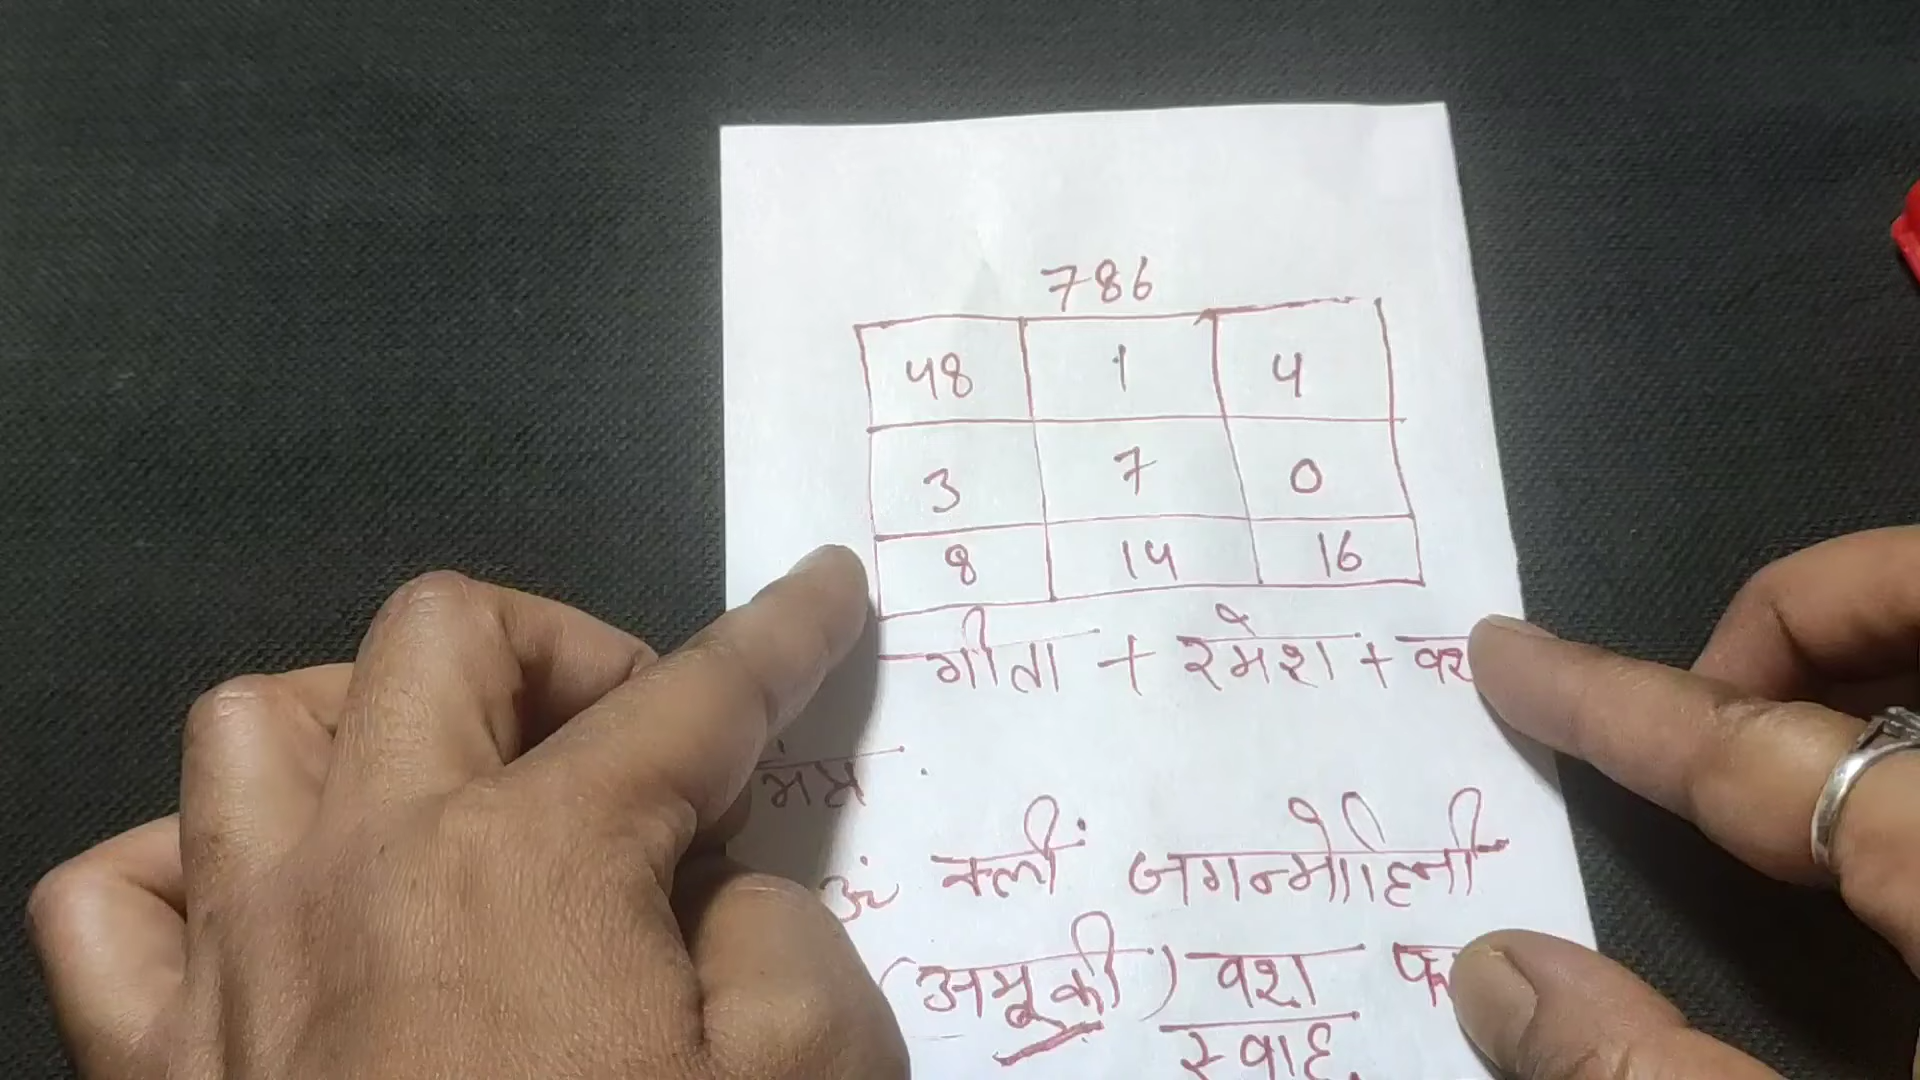 786
48 1 4
3 7 0
8 14 16
गीता + रमेश +
मंत्र
ॐ क्लीं जगन्मोहिनी
(अमूकी) वश
स्वाहा